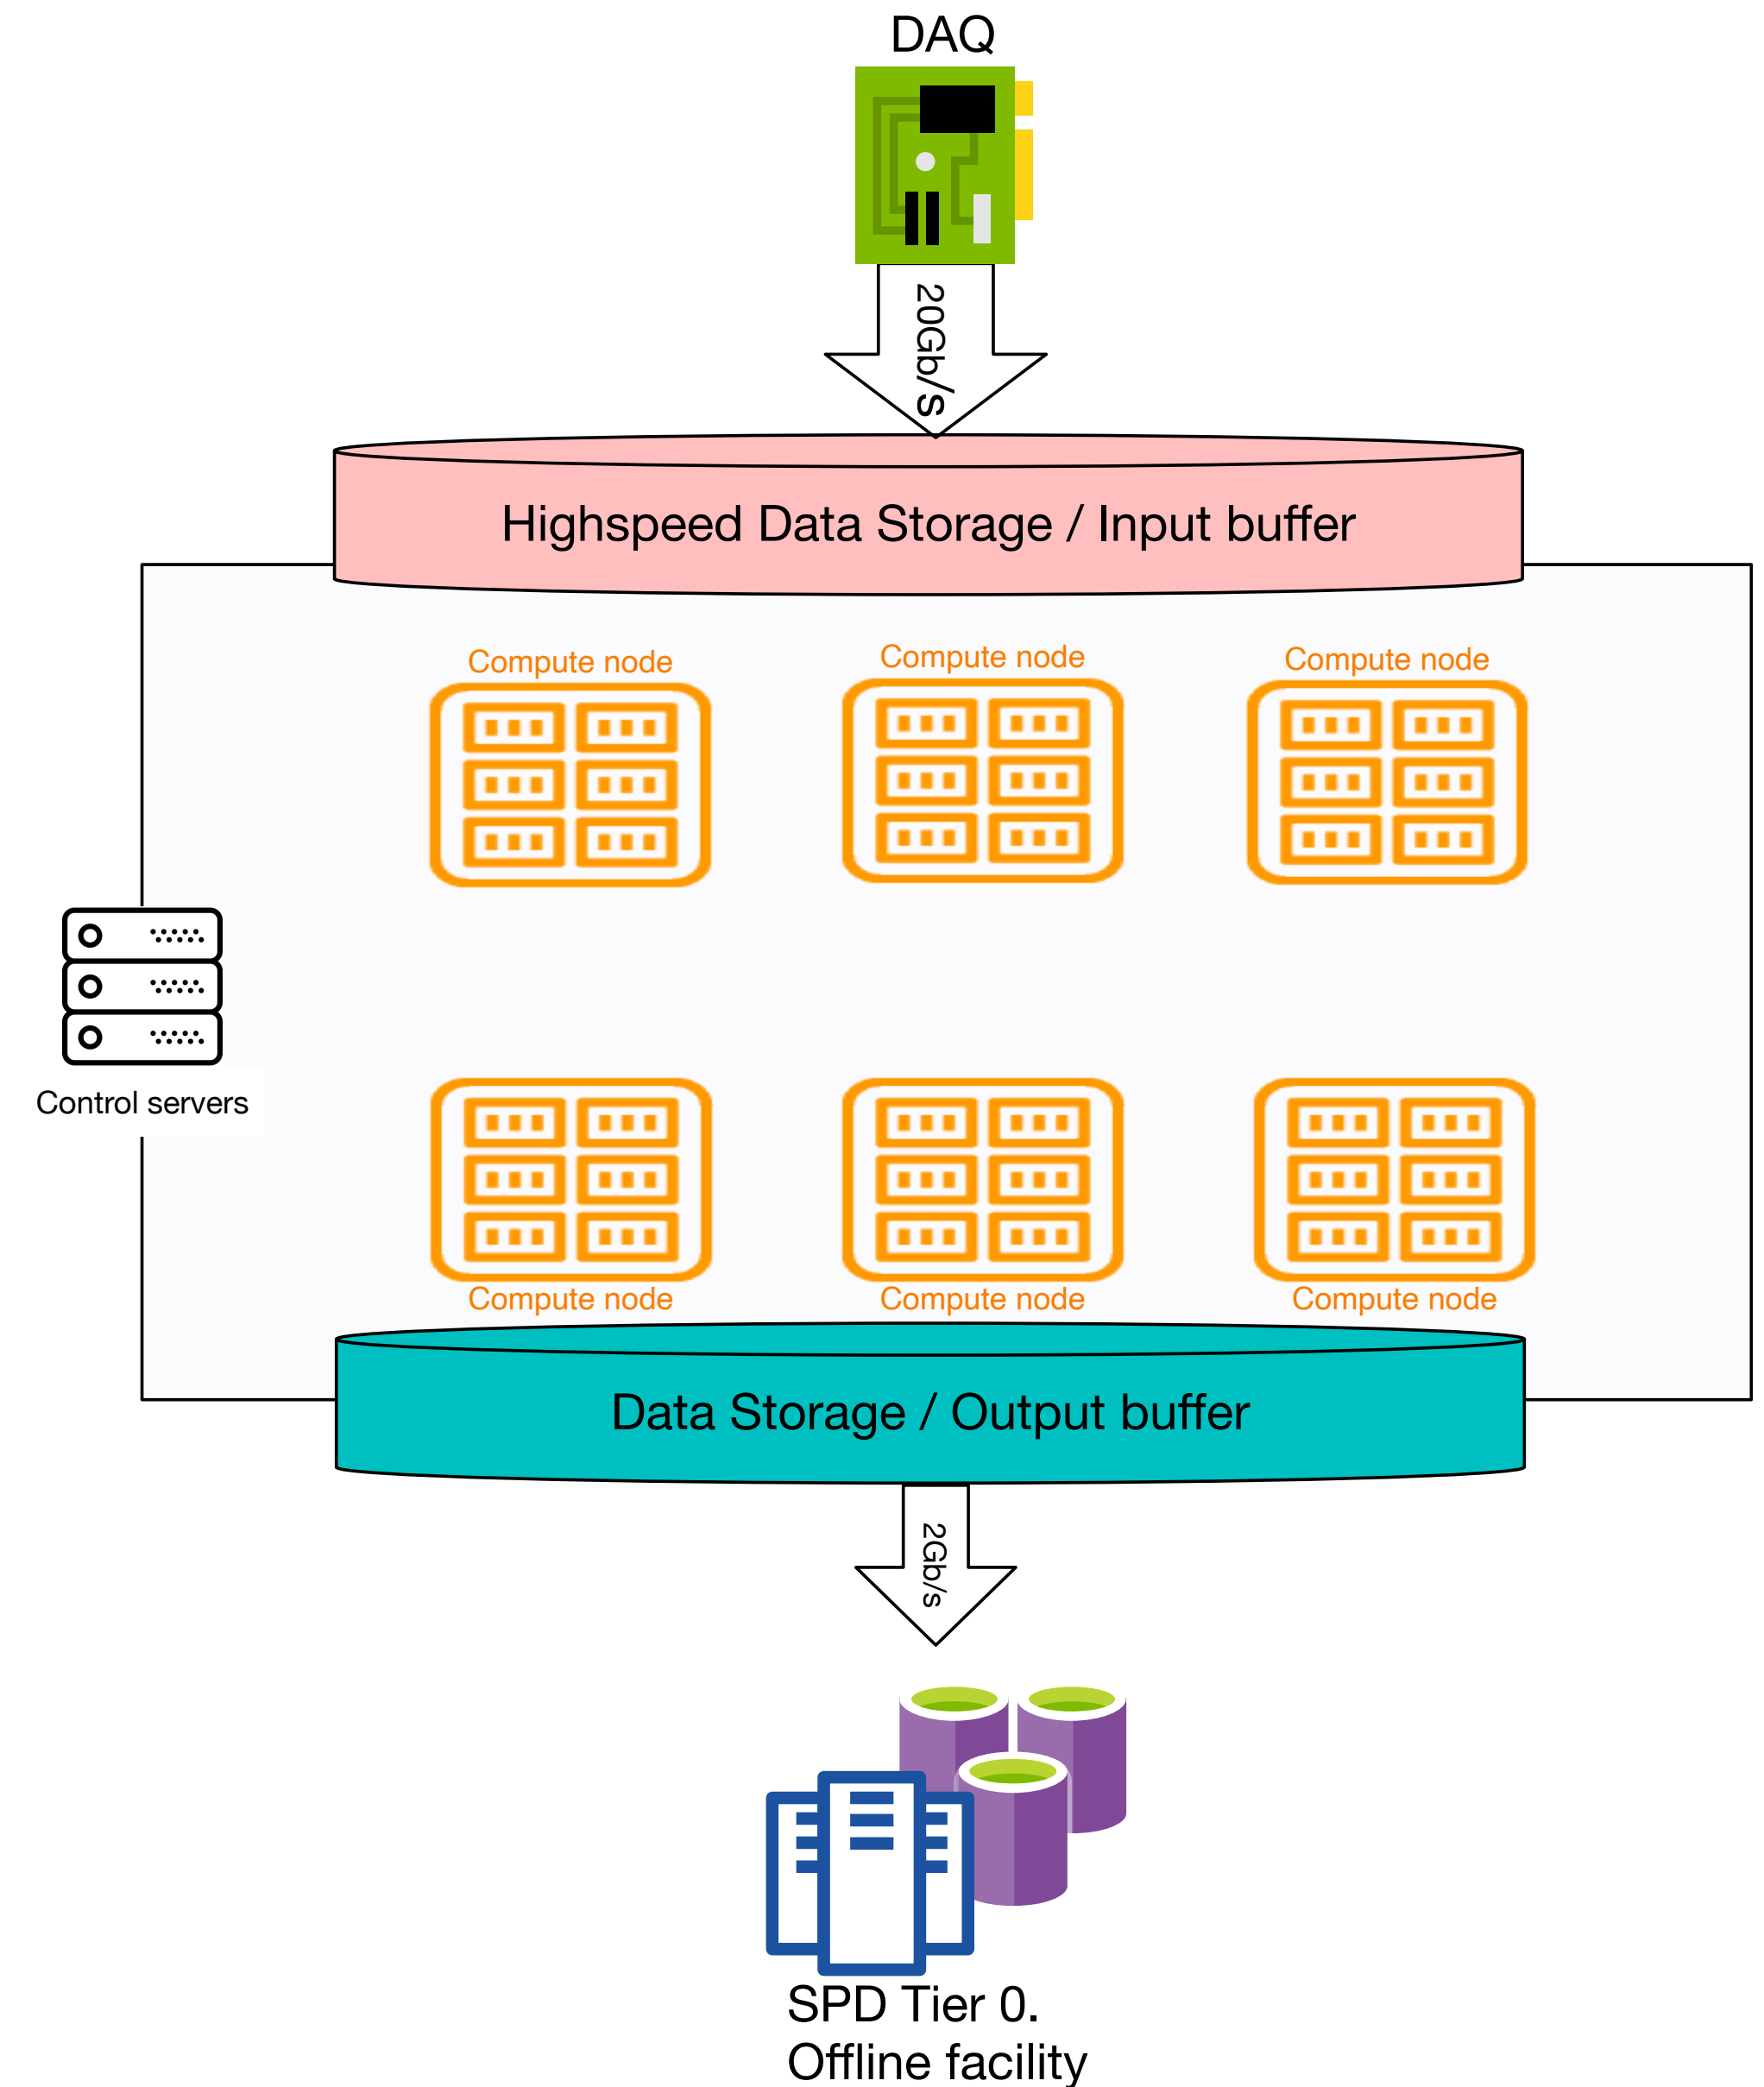 DAQ
20Gb/s
Highspeed Data Storage / Input buffer
Compute node
Compute node
Compute node
Control servers
Compute node
Compute node
Compute node
Data Storage / Output buffer
2Gb/s
SPD Tier 0.
Offline facility